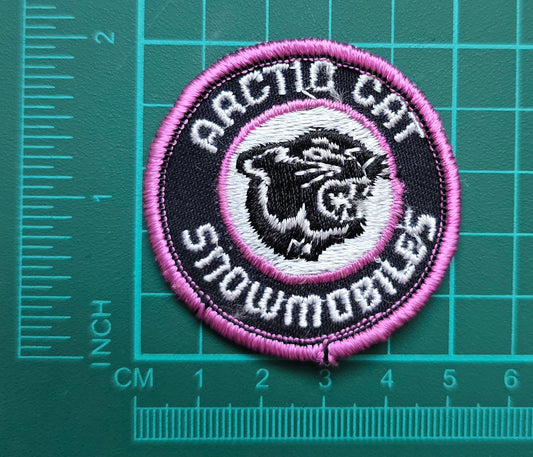 ARCTIC CAT
SNOWMOBILES
2
1
INCH
CM 1 2 3 4 5 6